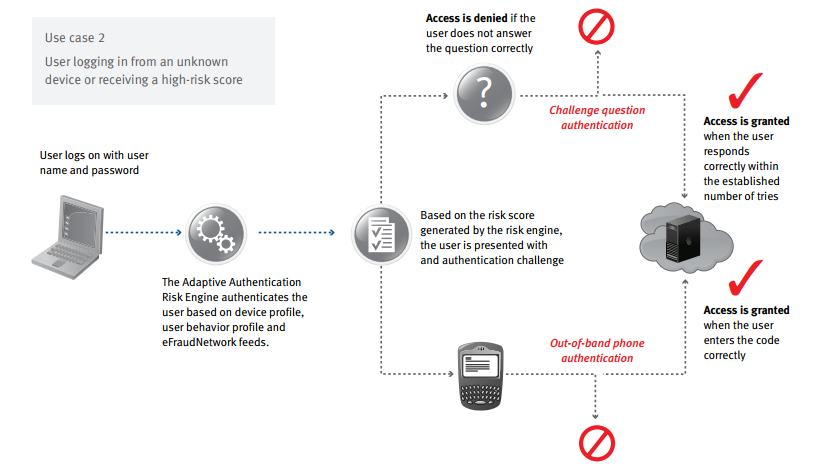 Use case 2
User logging in from an unknown
device or receiving a high-risk score
Access is denied if the
user does not answer
the question correctly
?
Challenge question
authentication
Access is granted
when the user
responds
correctly within
the established
number of tries
User logs on with user
name and password
Based on the risk score
generated by the risk engine,
the user is presented with
and authentication challenge
The Adaptive Authentication
Risk Engine authenticates the
user based on device profile,
user behavior profile and
eFraudNetwork feeds.
Access is granted
when the user
enters the code
correctly
Out-of-band phone
authentication